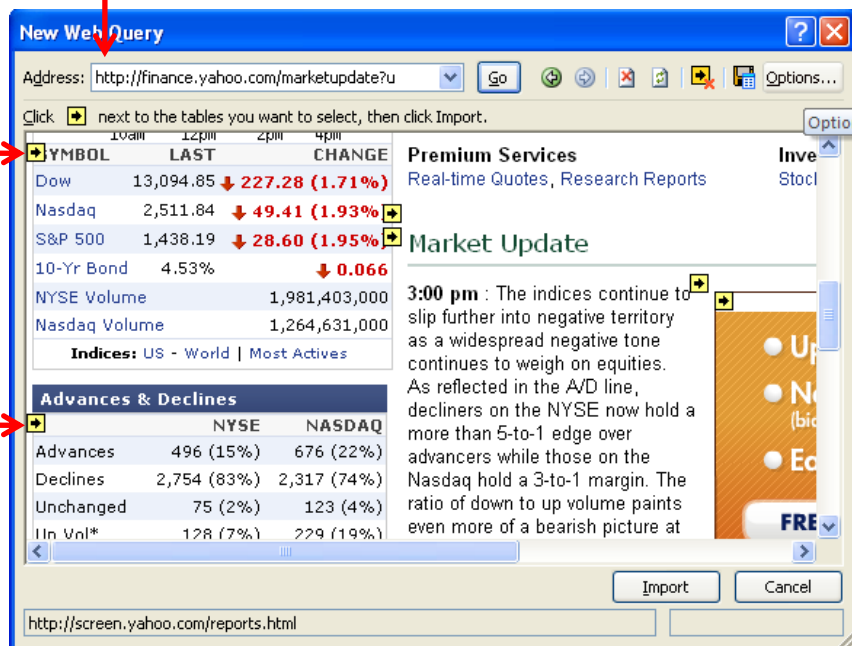 New Web Query
Address: http://finance.yahoo.com/marketupdate?u Go Options...
Click next to the tables you want to select, then click Import.
Optio
10am 12pm 2pm 4pm
SYMBOL LAST CHANGE
Dow 13,094.85 227.28 (1.71%)
Nasdaq 2,511.84 49.41 (1.93%)
S&P 500 1,438.19 28.60 (1.95%)
10-Yr Bond 4.53% 0.066
NYSE Volume 1,981,403,000
Nasdaq Volume 1,264,631,000
Indices: US - World | Most Actives
Advances & Declines
NYSE NASDAQ
Advances 496 (15%) 676 (22%)
Declines 2,754 (83%) 2,317 (74%)
Unchanged 75 (2%) 123 (4%)
Up Vol* 128 (7%) 229 (19%)
Premium Services
Real-time Quotes, Research Reports
Inve
Stocl
Market Update
3:00 pm : The indices continue to
slip further into negative territory
as a widespread negative tone
continues to weigh on equities.
As reflected in the A/D line,
decliners on the NYSE now hold a
more than 5-to-1 edge over
advancers while those on the
Nasdaq hold a 3-to-1 margin. The
ratio of down to up volume paints
even more of a bearish picture at
Up
N
(bid
Ea
FRE
Import Cancel
http://screen.yahoo.com/reports.html